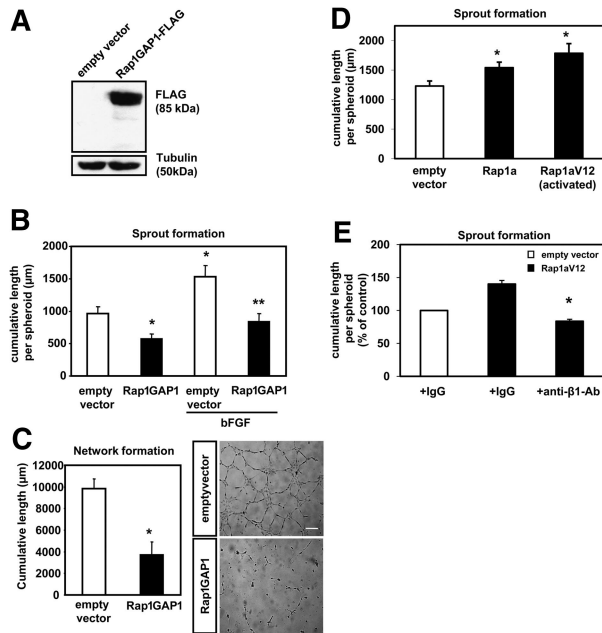 A
empty vector
Rap1GAP1-FLAG
FLAG
(85 kDa)
Tubulin
(50kDa)
B
Sprout formation
cumulative length
per spheroid (µm)
2000
1500
1000
500
0
*
*
**
empty
vector
Rap1GAP1
empty
vector
Rap1GAP1
bFGF
C
Network formation
Cumulative length (µm)
12000
10000
8000
6000
4000
2000
0
*
empty
vector
Rap1GAP1
emptyvector
Rap1GAP1
D
Sprout formation
cumulative length
per spheroid (µm)
2000
1500
1000
500
0
*
*
empty
vector
Rap1a
Rap1aV12
(activated)
E
Sprout formation
cumulative length
per spheroid
(% of control)
200
150
100
50
0
empty vector
Rap1aV12
*
+IgG
+IgG
+anti-β1-Ab